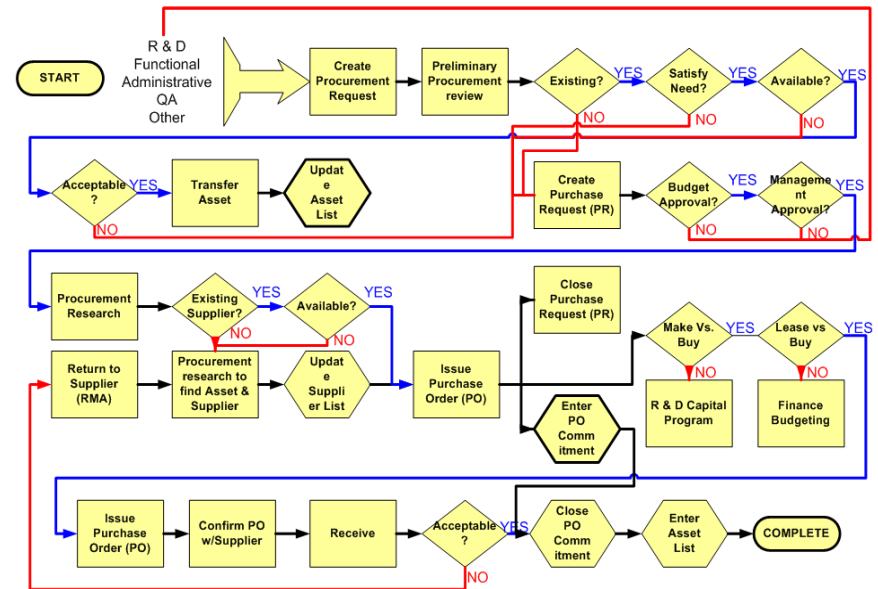 R & D
Functional
Administrative
QA
Other
START
Create
Procurement
Request
Preliminary
Procurement
review
Existing?
YES
Satisfy
Need?
YES
Available?
YES
NO
NO
NO
Acceptable
?
YES
NO
Transfer
Asset
Updat
e
Asset
List
Create
Purchase
Request (PR)
Budget
Approval?
YES
NO
Manageme
nt
Approval?
YES
NO
Procurement
Research
Existing
Supplier?
YES
NO
Available?
YES
NO
Close
Purchase
Request (PR)
Make Vs.
Buy
YES
NO
Lease vs
Buy
YES
NO
Return to
Supplier
(RMA)
Procurement
research to
find Asset &
Supplier
Updat
e
Suppli
er List
Issue
Purchase
Order (PO)
Enter
PO
Comm
itment
R & D Capital
Program
Finance
Budgeting
Issue
Purchase
Order (PO)
Confirm PO
w/Supplier
Receive
Acceptable
?
YES
NO
Close
PO
Comm
itment
Enter
Asset
List
COMPLETE